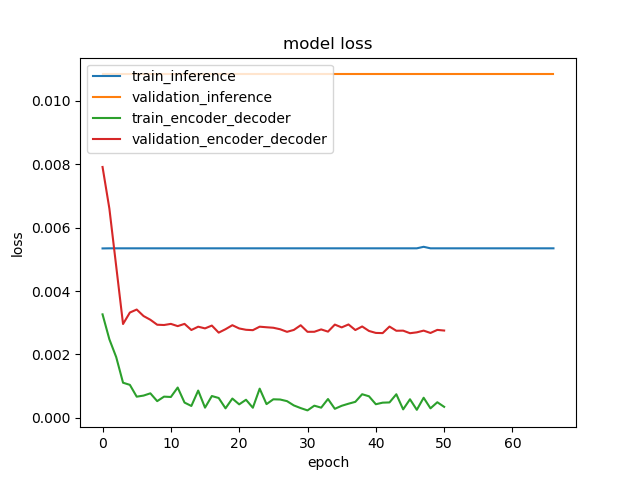 model loss
train_inference
validation_inference
train_encoder_decoder
validation_encoder_decoder
loss
0.010
0.008
0.006
0.004
0.002
0.000
0 10 20 30 40 50 60
epoch